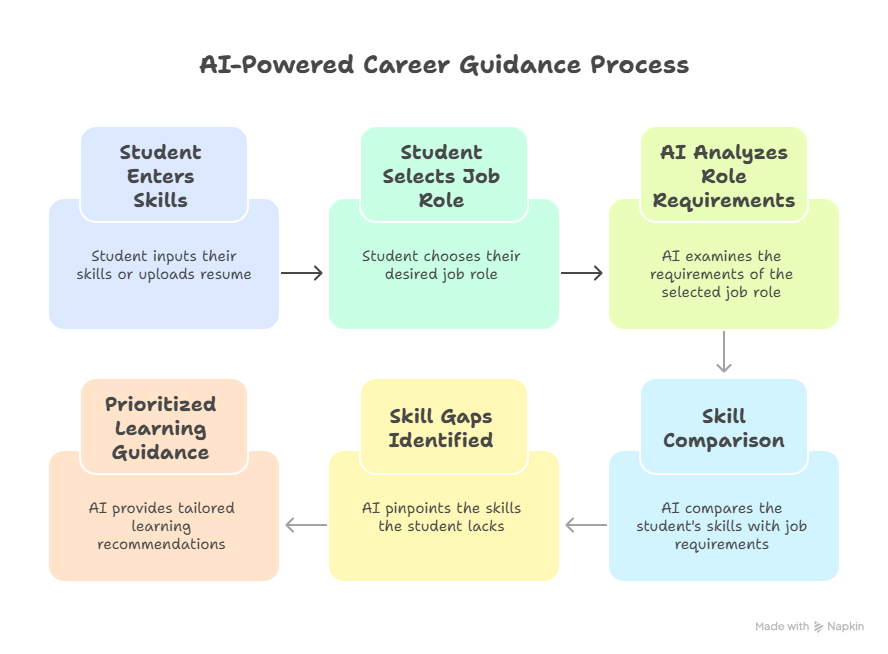 AI-Powered Career Guidance Process
Student
Enters
Skills
Student inputs their
skills or uploads resume
Student
Selects Job
Role
Student chooses their
desired job role
AI Analyzes
Role
Requirements
AI examines the
requirements of the
selected job role
Skill
Comparison
AI compares the
student's skills with job
requirements
Skill Gaps
Identified
AI pinpoints the skills
the student lacks
Prioritized
Learning
Guidance
AI provides tailored
learning
recommendations
Made with Napkin